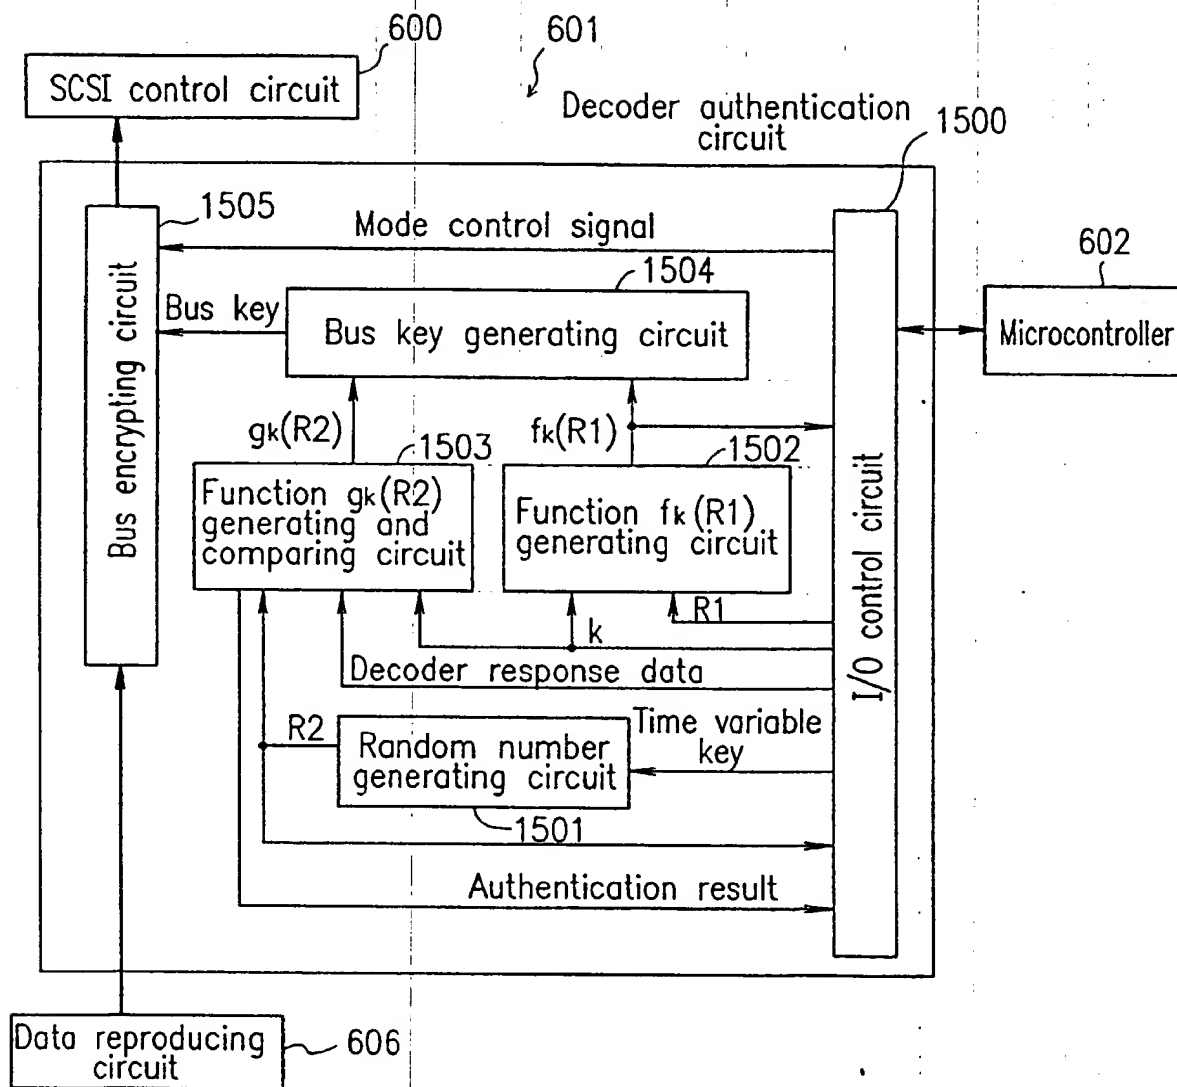 600
601
SCSI control circuit
Decoder authentication
circuit
1500
1505
Mode control signal
602
1504
Bus key
Bus key generating circuit
Microcontroller
Bus encrypting circuit
gk(R2)
fk(R1)
1503
1502
Function gk(R2)
generating and
comparing circuit
Function fk(R1)
generating circuit
I/O control circuit
R1
k
Decoder response data
R2
Random number
generating circuit
Time variable
key
1501
Authentication result
Data reproducing
circuit
606